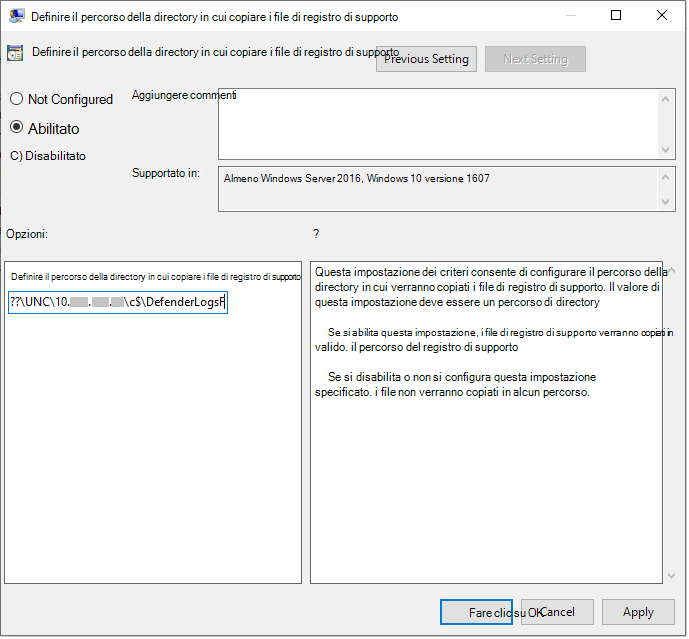 Definire il percorso della directory in cui copiare i file di registro di supporto
Definire il percorso della directory in cui copiare i file di registro di supporto
Previous Setting
Next Setting
Not Configured
Aggiungere commenti
Abilitato
C) Disabilitato
Supportato in:
Almeno Windows Server 2016, Windows 10 versione 1607
Opzioni:
?
Definire il percorso della directory in cui copiare i file di registro di supporto
??\UNC\10. . . \c$\DefenderLogsF
Questa impostazione dei criteri consente di configurare il percorso della
directory in cui verranno copiati i file di registro di supporto. Il valore di
questa impostazione deve essere un percorso di directory
Se si abilita questa impostazione, i file di registro di supporto verranno copiati in
valido. il percorso del registro di supporto
Se si disabilita o non si configura questa impostazione
specificato. i file non verranno copiati in alcun percorso.
Fare clic su OK.
Cancel
Apply